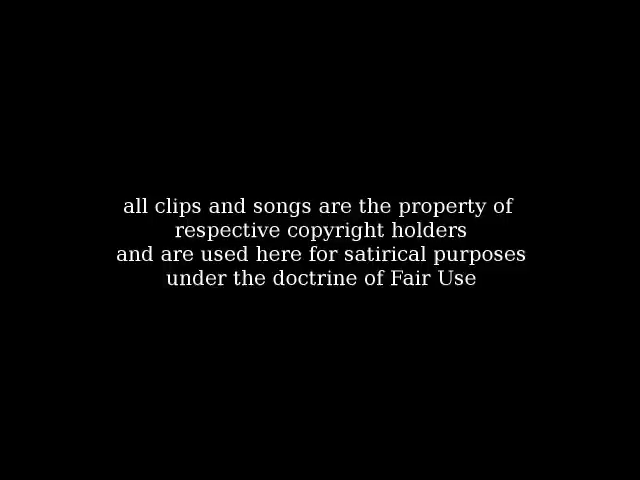 all clips and songs are the property of
respective copyright holders
and are used here for satirical purposes
under the doctrine of Fair Use